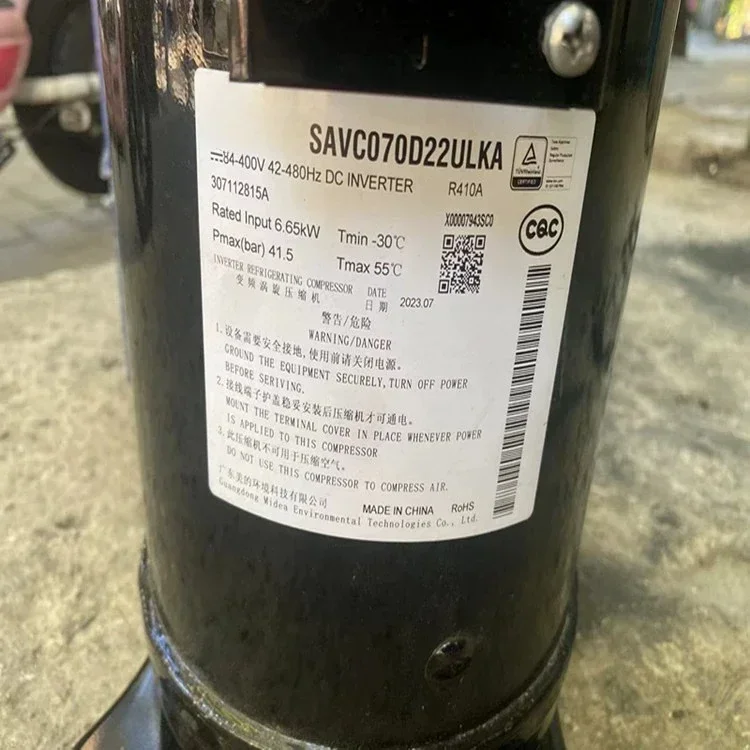 SAVC070D22ULKA
84-400V 42-480Hz DC INVERTER R410A
307112815A
X00007943SC0
Rated Input 6.65kW Tmin -30℃
Pmax(bar) 41.5 Tmax 55℃
CQC
INVERTER REFRIGERATING COMPRESSOR DATE
变频涡旋压缩机 日期 2023.07
警告/危险
WARNING/DANGER
1.设备需要安全接地,使用前请关闭电源。
GROUND THE EQUIPMENT SECURELY,TURN OFF POWER
BEFORE SERIVING.
2.接线端子护盖稳妥安装后压缩机才可通电。
MOUNT THE TERMINAL COVER IN PLACE WHENEVER POWER
IS APPLIED TO THIS COMPRESSOR
3.此压缩机不可用于压缩空气。
DO NOT USE THIS COMPRESSOR TO COMPRESS AIR.
广东美的环境科技有限公司 MADE IN CHINA RoHS
Guangdong Midea Environmental Technologies Co., Ltd.